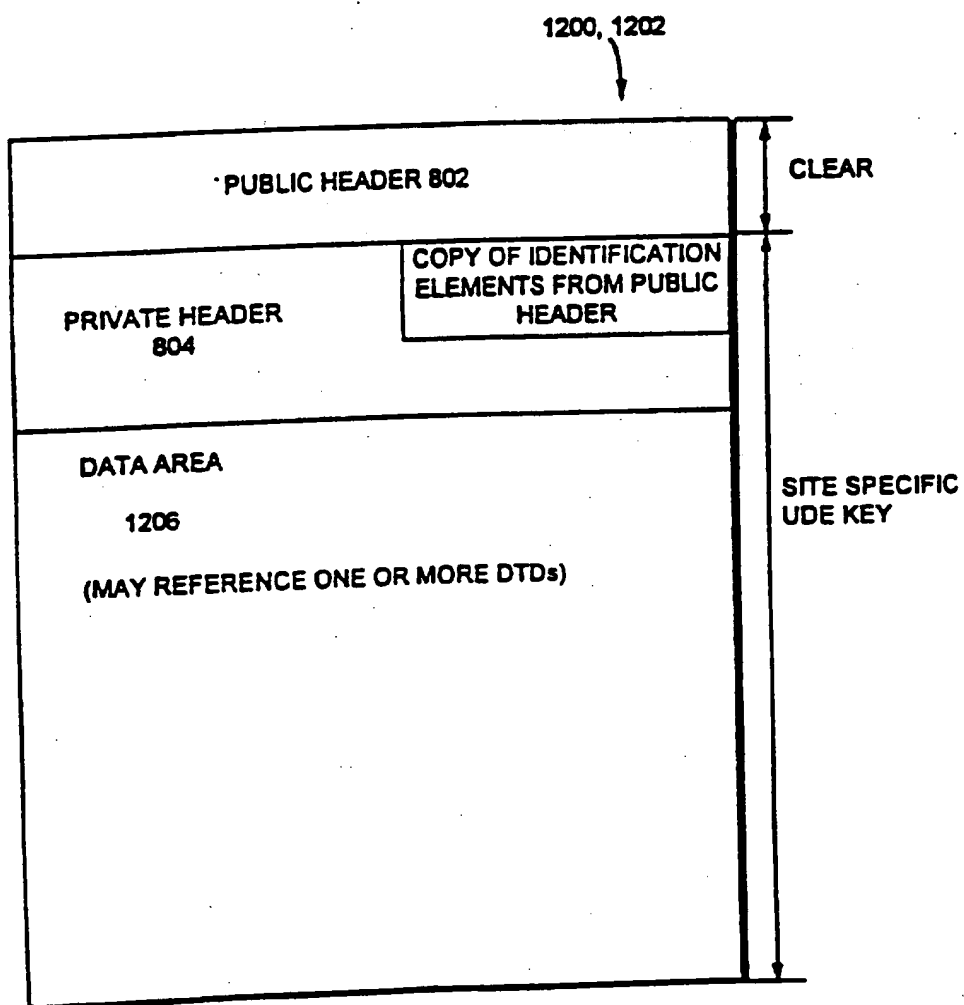 1200, 1202
PUBLIC HEADER 802
CLEAR
COPY OF IDENTIFICATION
ELEMENTS FROM PUBLIC
HEADER
PRIVATE HEADER
804
DATA AREA
1206
(MAY REFERENCE ONE OR MORE DTDs)
SITE SPECIFIC
UDE KEY